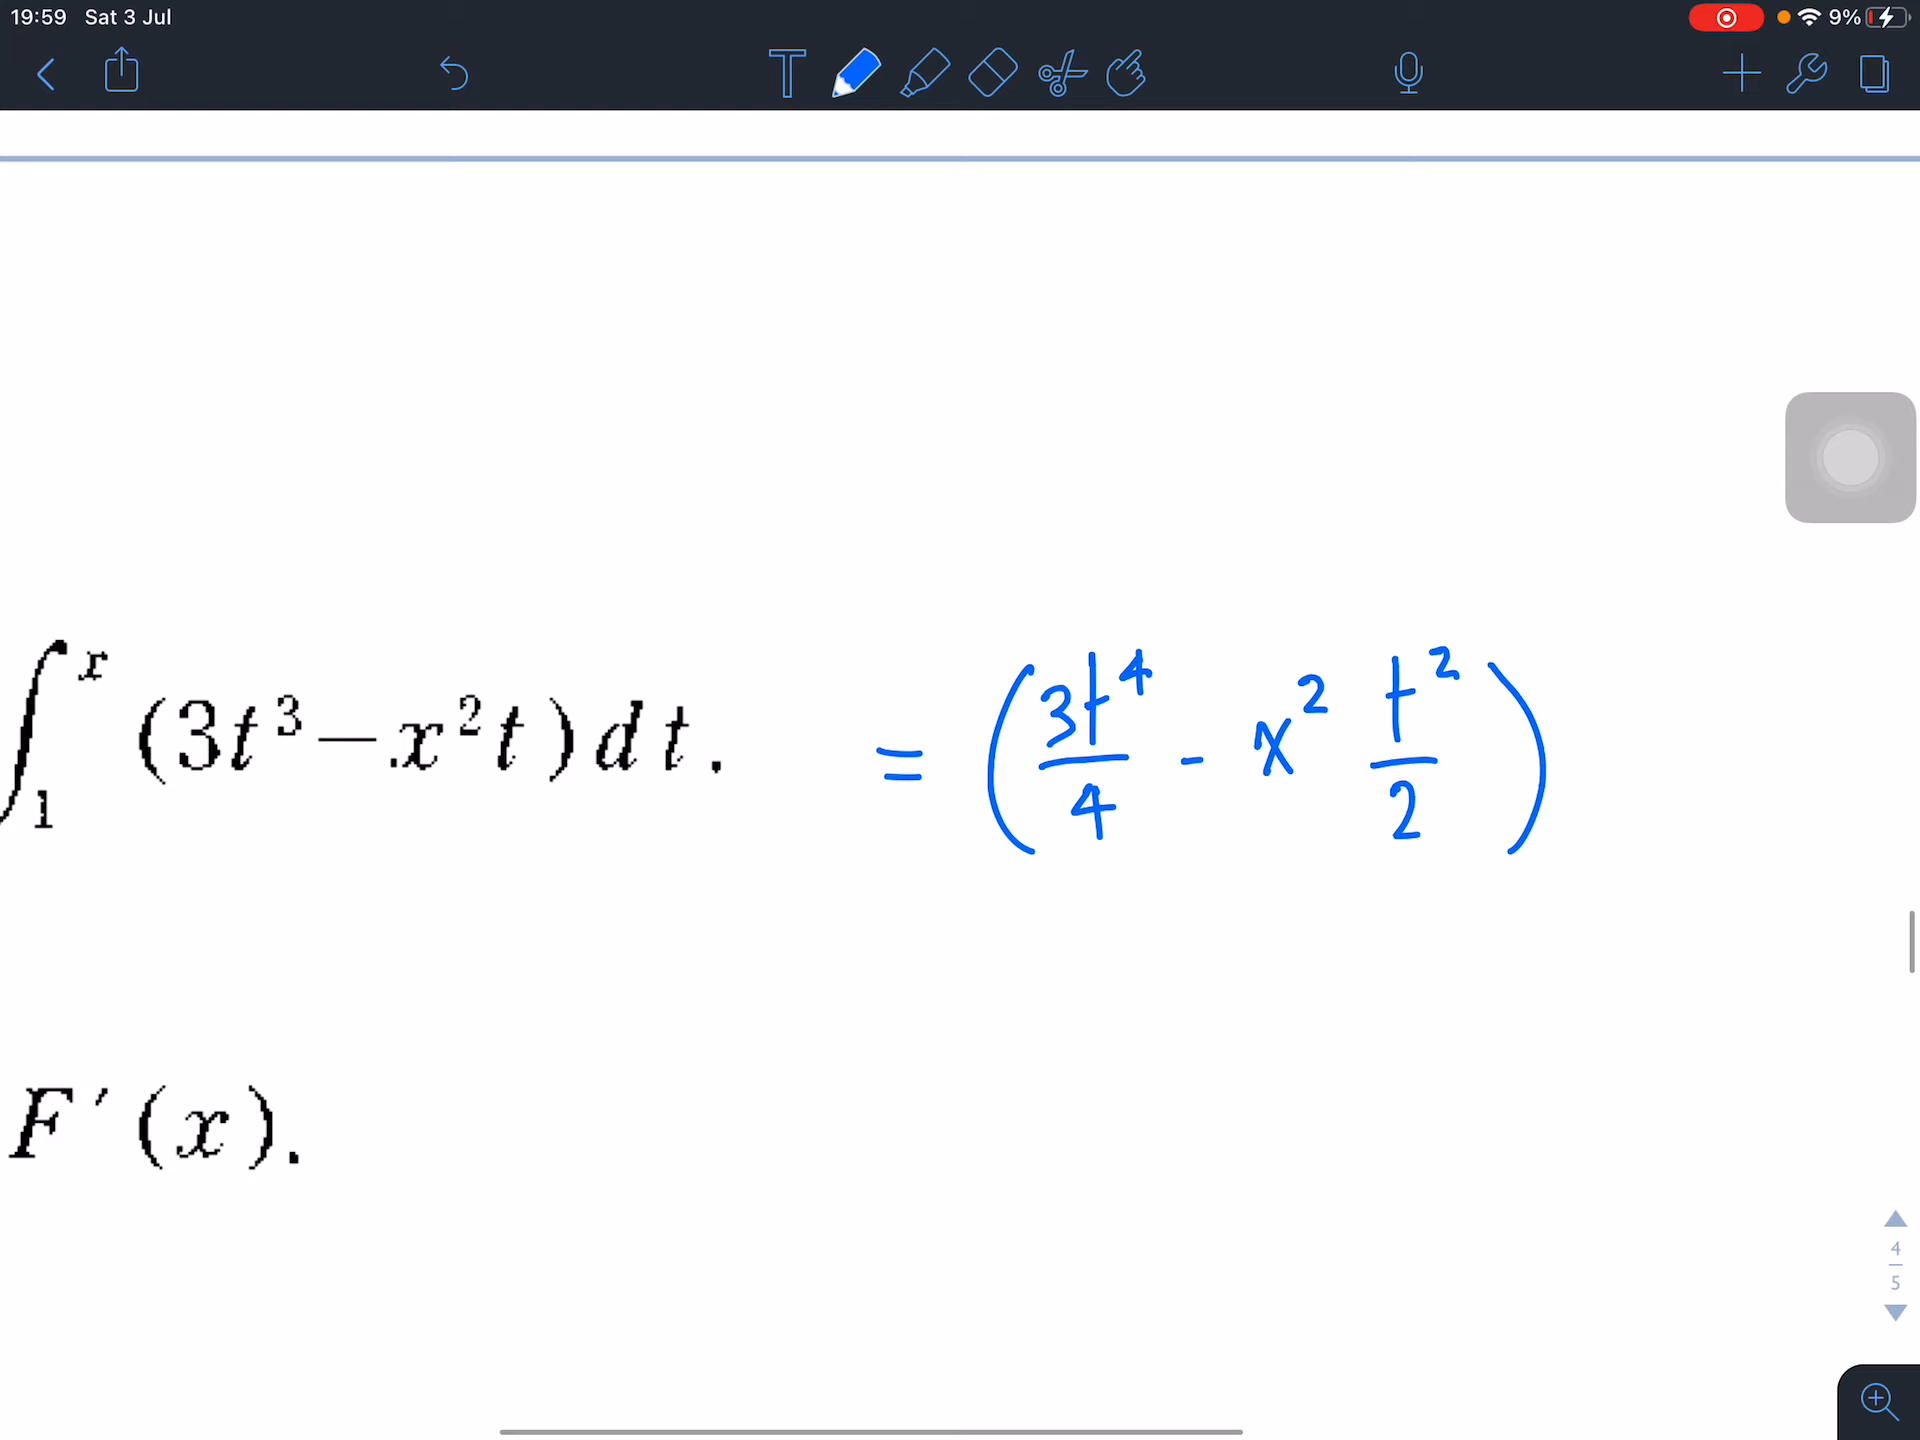 19:59 Sat 3 Jul 9%
T
∫₁ˣ (3t³−x²t)dt. = (3t⁴/4 - x² t²/2)
F′(x).
4
5